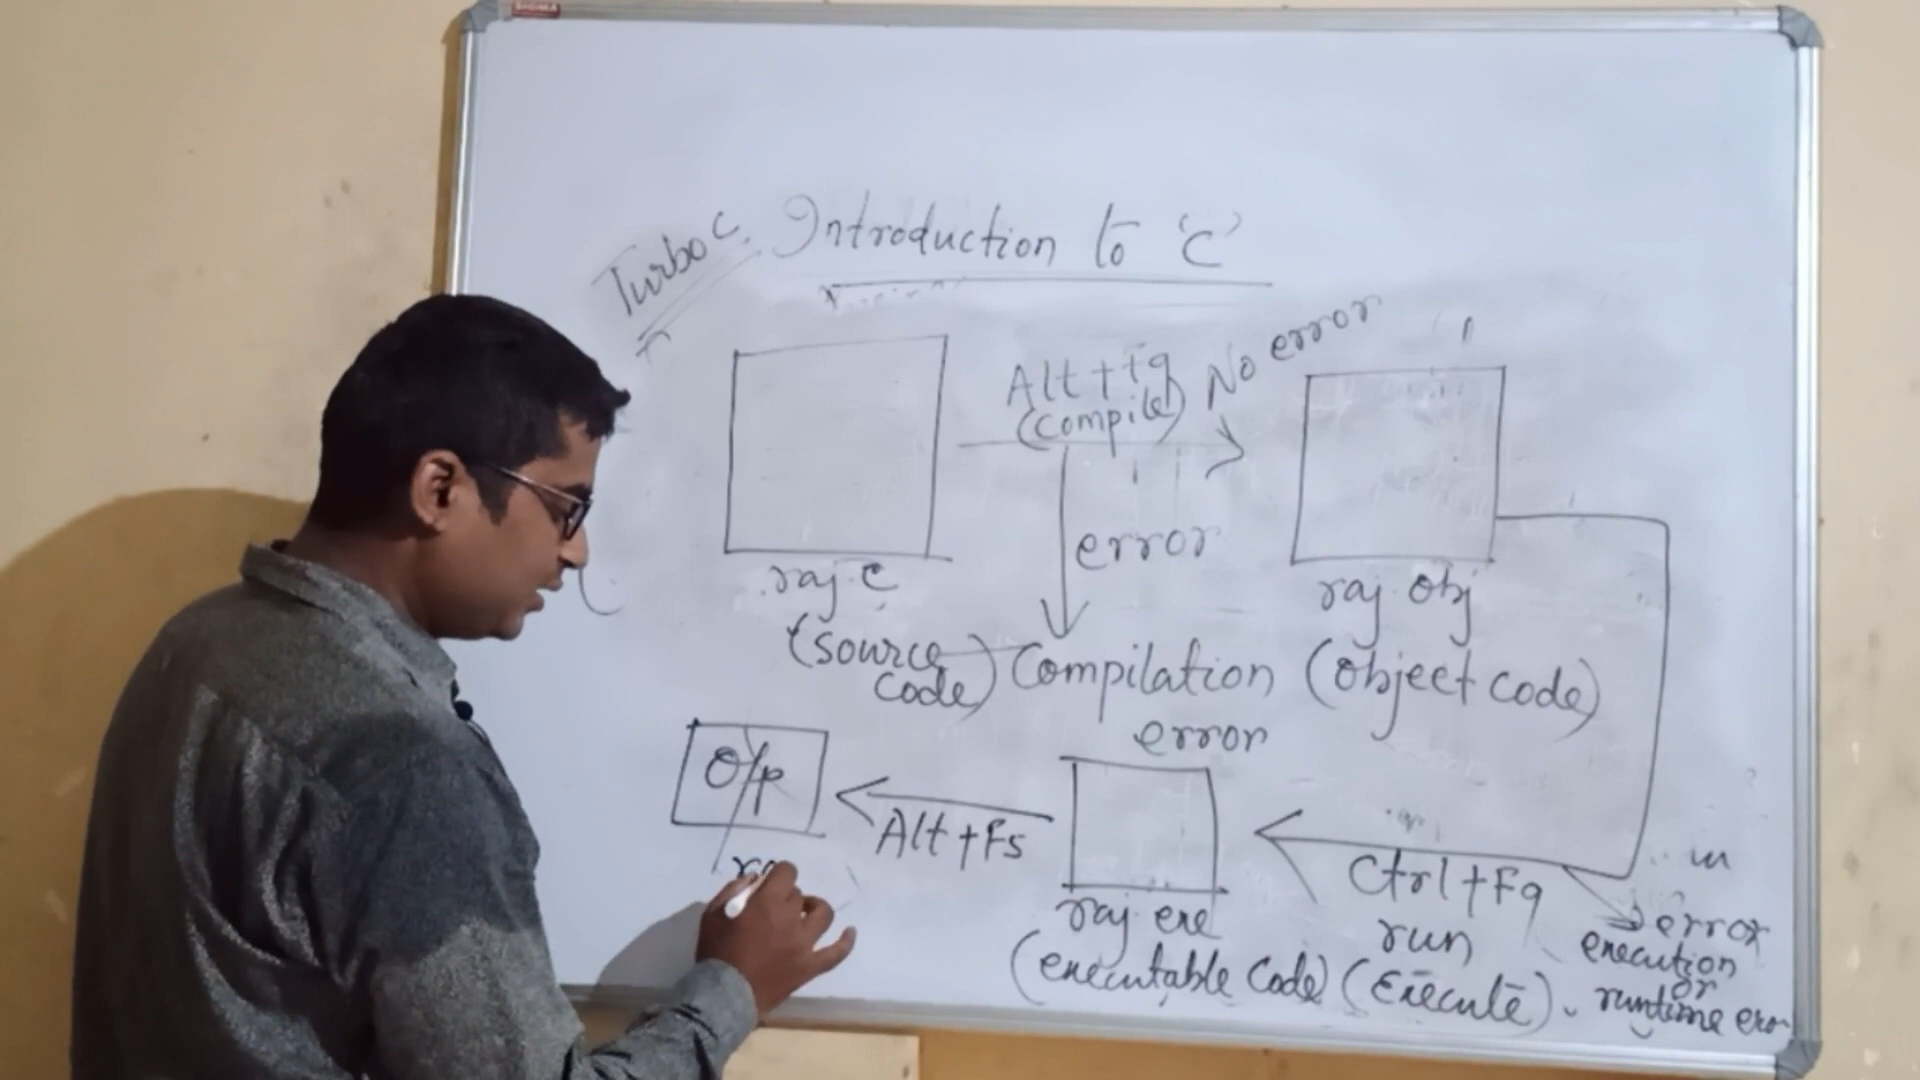 SIGMA
Turbo C
Introduction to 'C'
Alt + F9
(Compile)
No error
error
raj.c
(source
code)
Compilation
error
raj.obj
(object code)
O/p
Alt + F5
raj exe
(executable code)
Ctrl + F9
run
(Execute)
error
execution
or
runtime error